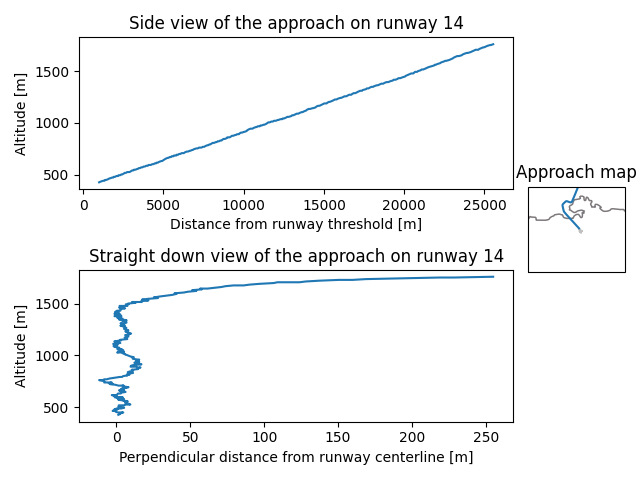 Side view of the approach on runway 14
Altitude [m]
1500
1000
500
0
5000
10000
15000
20000
25000
Distance from runway threshold [m]
Approach map
Straight down view of the approach on runway 14
Altitude [m]
1500
1000
500
0
50
100
150
200
250
Perpendicular distance from runway centerline [m]